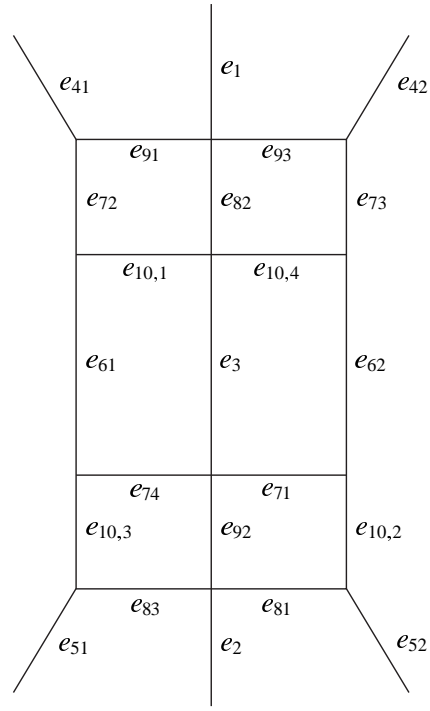 e₁
e₄₁ e₄₂
e₉₁ e₉₃
e₇₂ e₈₂ e₇₃
e₁₀,₁ e₁₀,₄
e₆₁ e₃ e₆₂
e₇₄ e₇₁
e₁₀,₃ e₉₂ e₁₀,₂
e₈₃ e₈₁
e₅₁ e₂ e₅₂